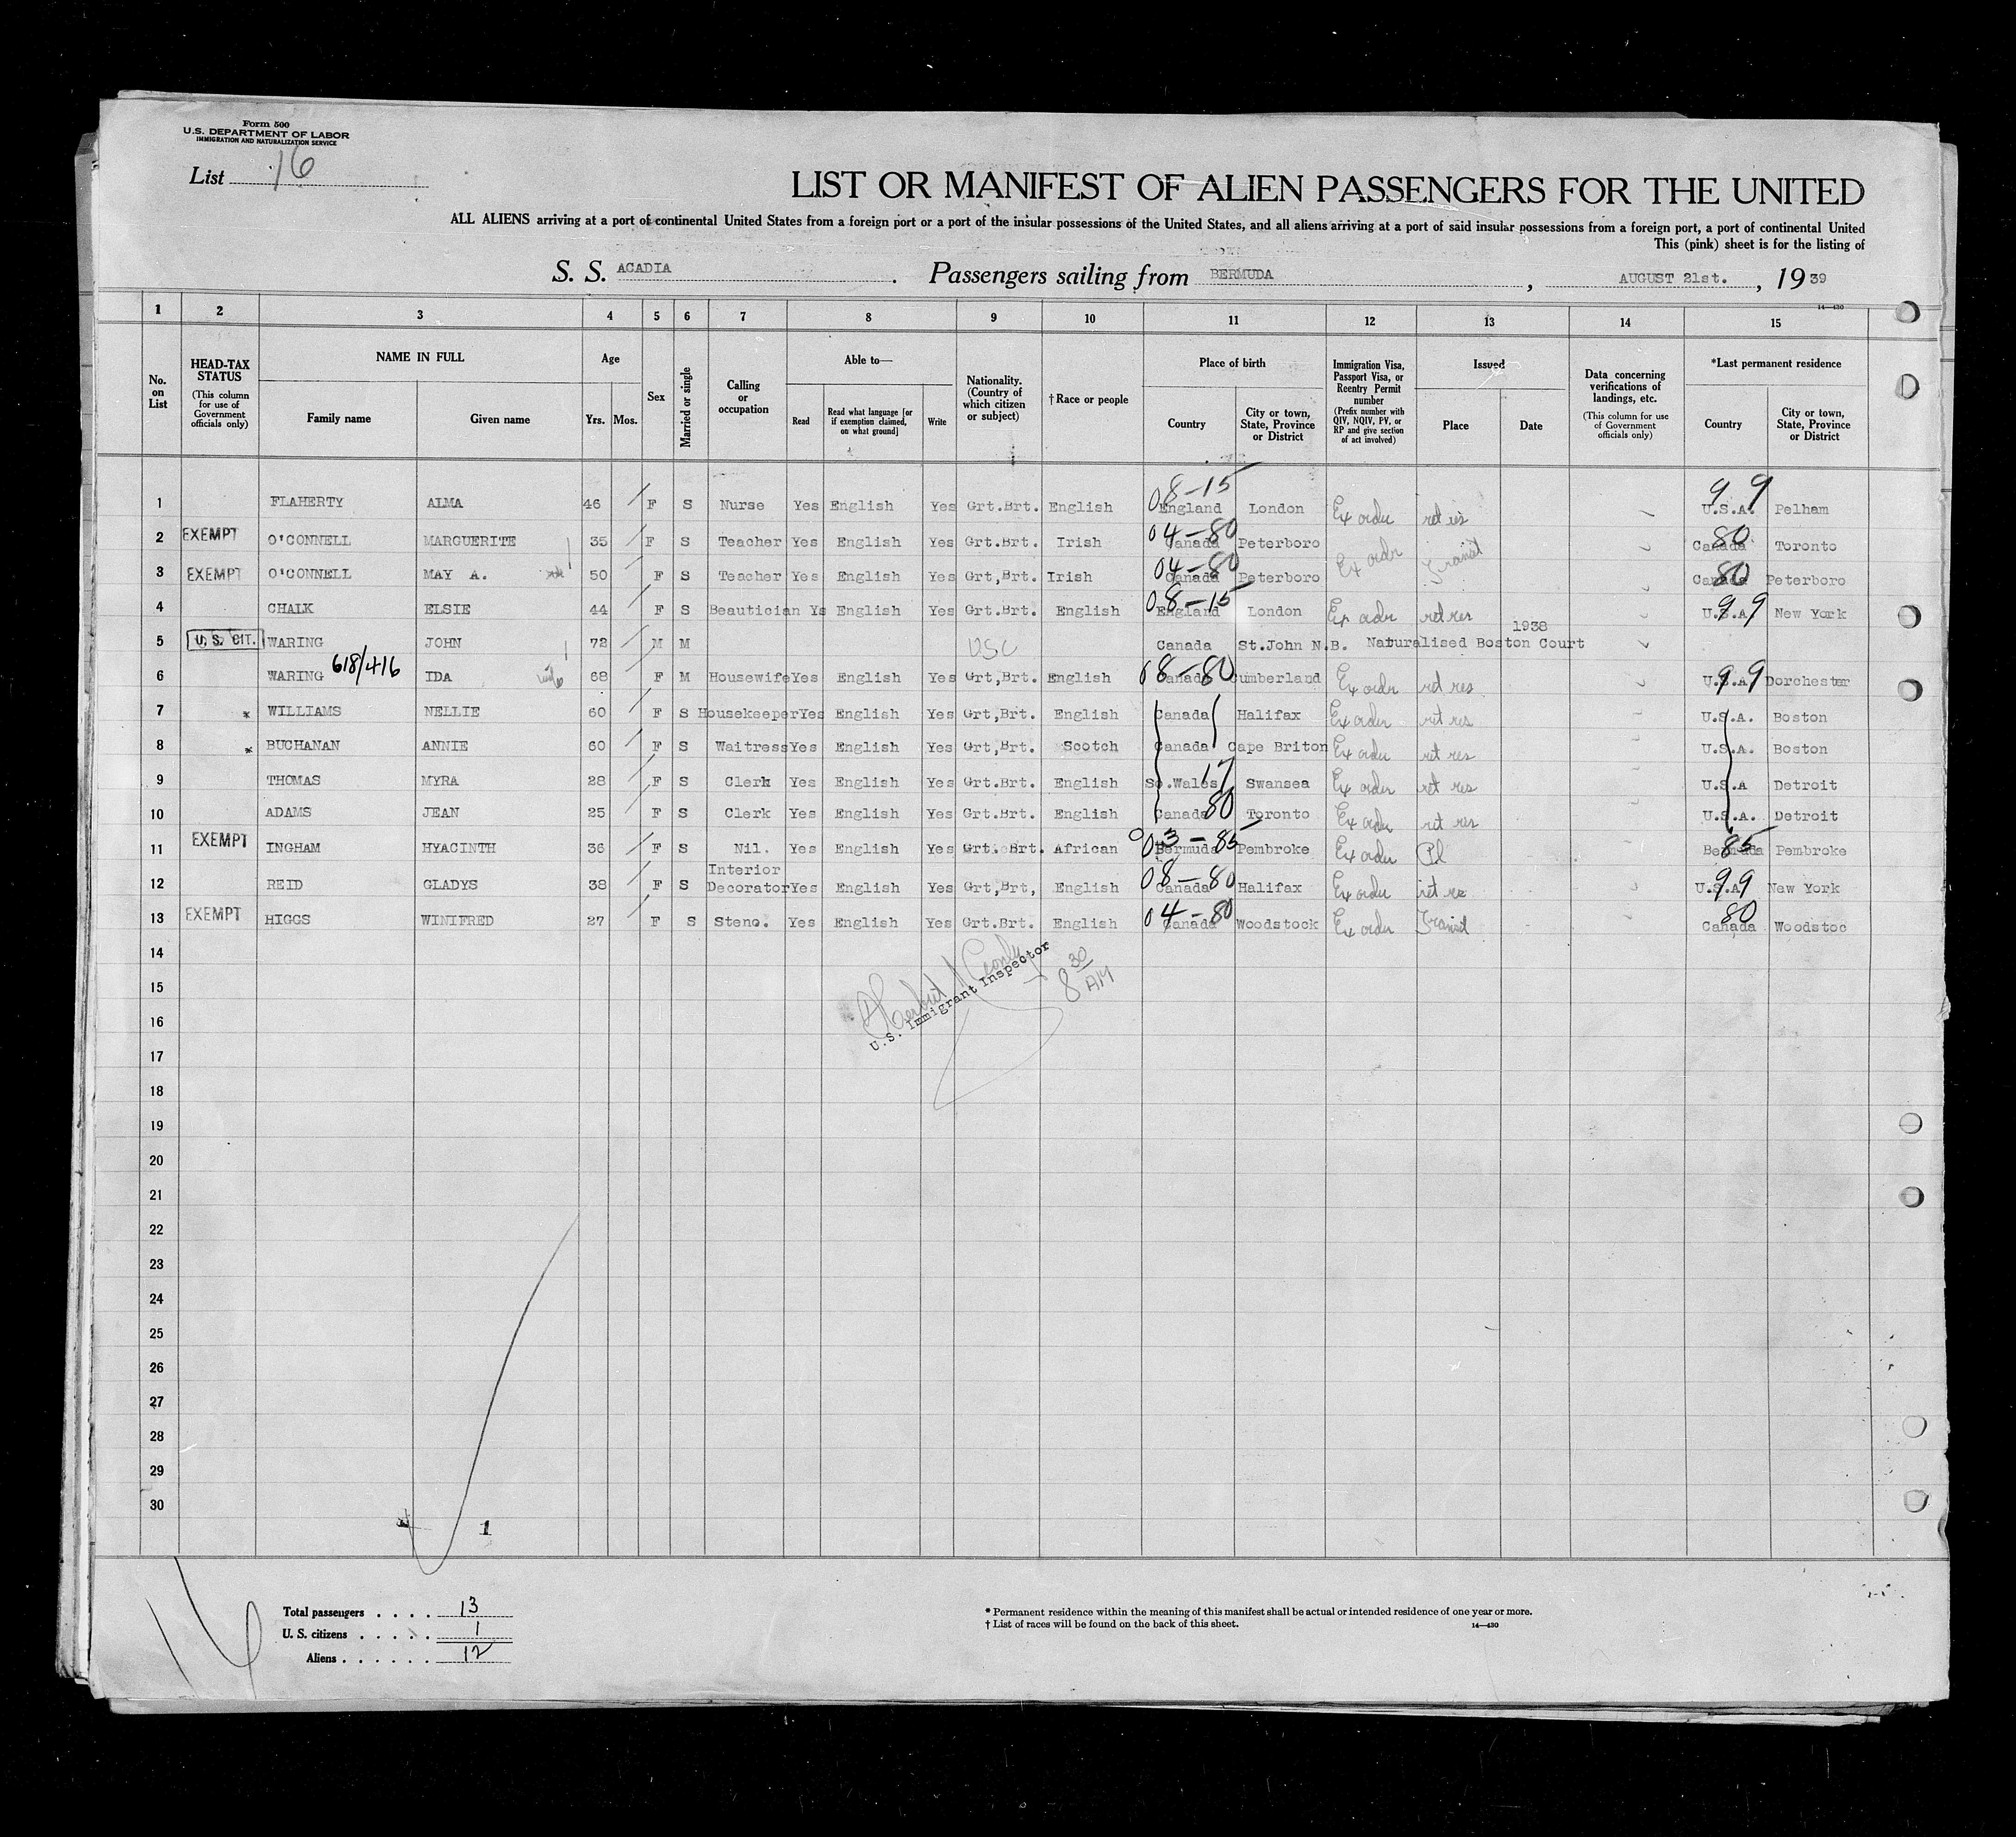 Form 500
U.S. DEPARTMENT OF LABOR
IMMIGRATION AND NATURALIZATION SERVICE
List 16
LIST OR MANIFEST OF ALIEN PASSENGERS FOR THE UNITED
ALL ALIENS arriving at a port of continental United States from a foreign port or a port of the insular possessions of the United States, and all aliens arriving at a port of said insular possessions from a foreign port, a port of continental United
This (pink) sheet is for the listing of
S. S. ACADIA . Passengers sailing from BERMUDA , AUGUST 21st. , 19 39
14—430
1 2 3 4 5 6 7 8 9 10 11 12 13 14 15
No. on List
HEAD-TAX STATUS (This column for use of Government officials only)
NAME IN FULL Family name Given name
Age Yrs. Mos.
Sex
Married or single
Calling or occupation
Able to— Read Read what language [or if exemption claimed, on what ground] Write
Nationality. (Country of which citizen or subject)
† Race or people
Place of birth Country City or town, State, Province or District
Immigration Visa, Passport Visa, or Reentry Permit number (Prefix number with QIV, NQIV, PV, or RP and give section of act involved)
Issued Place Date
Data concerning verifications of landings, etc. (This column for use of Government officials only)
*Last permanent residence Country City or town, State, Province or District
1 FLAHERTY ALMA 46 F S Nurse Yes English Yes Grt.Brt. English 08-15 England London Ex order ret res 99 U.S.A. Pelham
2 EXEMPT O'CONNELL MARGUERITE 35 F S Teacher Yes English Yes Grt.Brt. Irish 04-80 Canada Peterboro Ex order Transit 80 Canada Toronto
3 EXEMPT O'CONNELL MAY A. 50 F S Teacher Yes English Yes Grt,Brt. Irish 04-80 Canada Peterboro 80 Canada Peterboro
4 CHALK ELSIE 44 F S Beautician Ys English Yes Grt.Brt. English 08-15 England London Ex order ret res 99 U.S.A New York
5 U. S. CIT. WARING JOHN 72 M M USC Canada St.John N.B. Naturalised Boston Court 1938
6 WARING 618/416 IDA 68 F M Housewife Yes English Yes Grt,Brt. English 08-80 Canada Cumberland Ex order ret res 99 U.S.A Dorchester
7 * WILLIAMS NELLIE 60 F S Housekeeper Yes English Yes Grt,Brt. English Canada Halifax Ex order ret res U.S.A. Boston
8 * BUCHANAN ANNIE 60 F S Waitress Yes English Yes Grt,Brt. Scotch Canada Cape Briton Ex order ret res U.S.A. Boston
9 THOMAS MYRA 28 F S Clerk Yes English Yes Grt.Brt. English So.Wales 17 Swansea Ex order ret res U.S.A Detroit
10 ADAMS JEAN 25 F S Clerk Yes English Yes Grt.Brt. English Canada 80 Toronto Ex order ret res U.S.A. Detroit
11 EXEMPT INGHAM HYACINTH 36 F S Nil. Yes English Yes Grt. Brt. African 03-85 Bermuda Pembroke Ex order 85 Bermuda Pembroke
12 REID GLADYS 38 F S Interior Decorator Yes English Yes Grt,Brt, English 08-80 Canada Halifax Ex order ret res 99 U.S.A. New York
13 EXEMPT HIGGS WINIFRED 27 F S Steno. Yes English Yes Grt.Brt. English 04-80 Canada Woodstock Ex order Transit 80 Canada Woodstoc
14
15
16
17
18
19
20
21
22
23
24
25
26
27
28
29
30
U.S. Immigrant Inspector
8 30 AM
1
16
Total passengers . . . . 13
U. S. citizens . . . . . 1
Aliens . . . . . . 12
* Permanent residence within the meaning of this manifest shall be actual or intended residence of one year or more.
† List of races will be found on the back of this sheet.
14—430